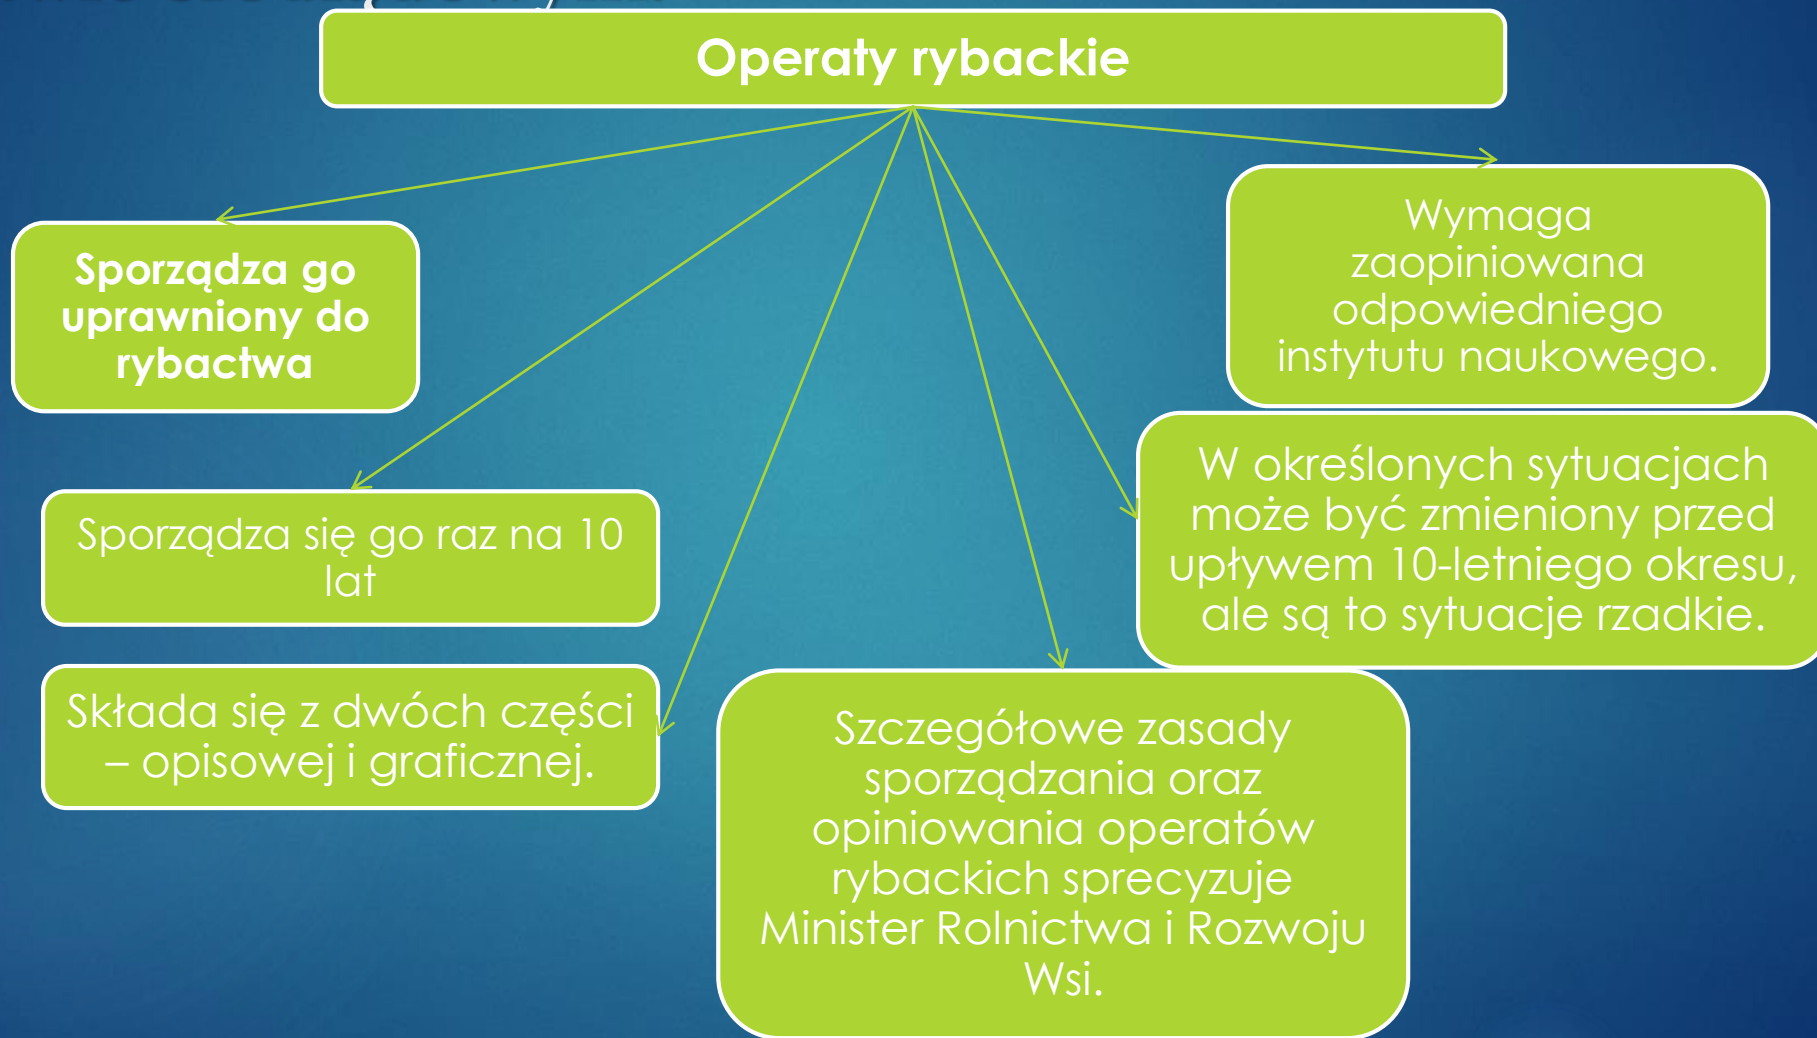 Operaty rybackie
Sporządza go
uprawniony do
rybactwa
Wymaga
zaopiniowana
odpowiedniego
instytutu naukowego.
Sporządza się go raz na 10
lat
W określonych sytuacjach
może być zmieniony przed
upływem 10-letniego okresu,
ale są to sytuacje rzadkie.
Składa się z dwóch części
– opisowej i graficznej.
Szczegółowe zasady
sporządzania oraz
opiniowania operatów
rybackich sprecyzuje
Minister Rolnictwa i Rozwoju
Wsi.